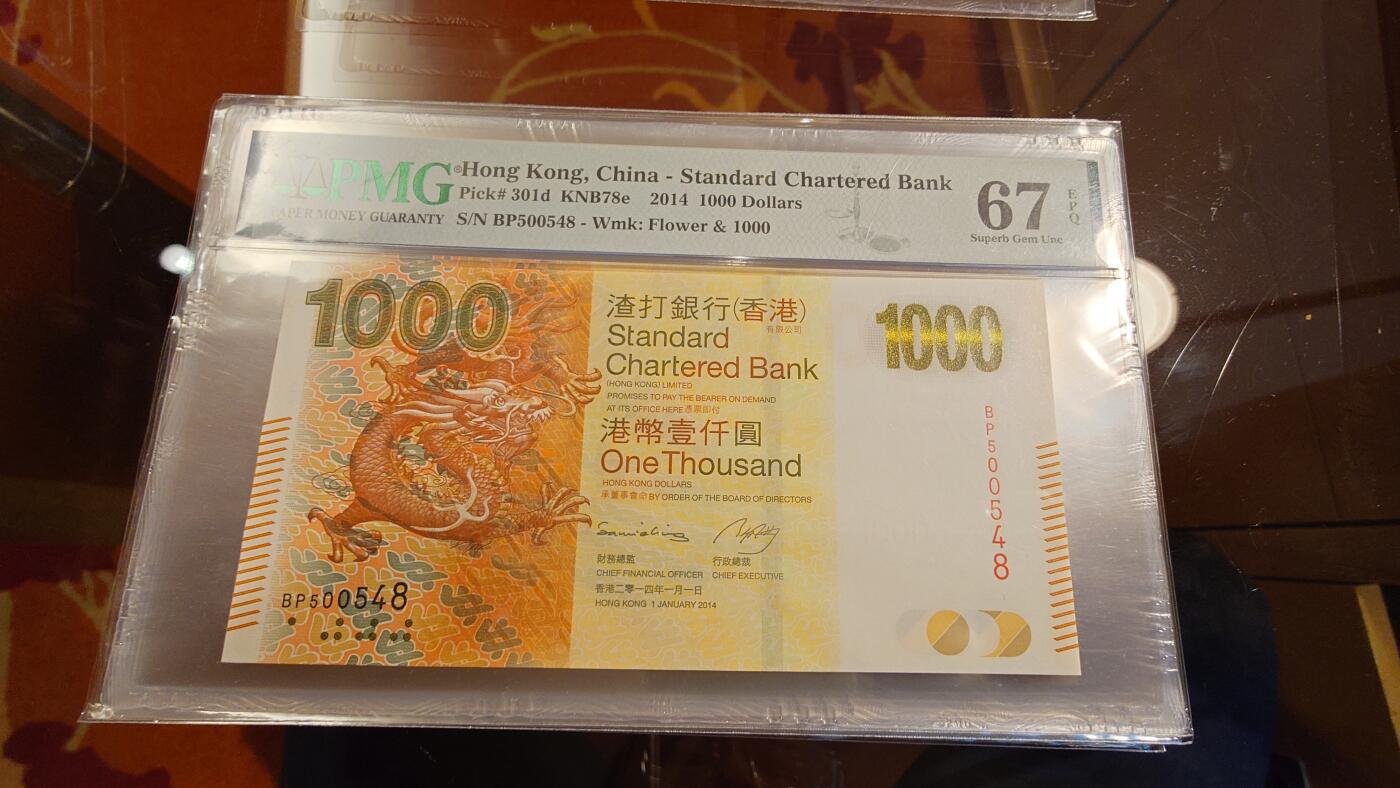 PMG®
PAPER MONEY GUARANTY
Hong Kong, China - Standard Chartered Bank
Pick# 301d KNB78e 2014 1000 Dollars
S/N BP500548 - Wmk: Flower & 1000
67
EPQ
Superb Gem Unc
1000
渣打銀行(香港)
有限公司
Standard
Chartered Bank
(HONG KONG) LIMITED
PROMISES TO PAY THE BEARER ON DEMAND
AT ITS OFFICE HERE 憑票即付
港幣壹仟圓
One Thousand
HONG KONG DOLLARS
承董事會命 BY ORDER OF THE BOARD OF DIRECTORS
財務總監 行政總裁
CHIEF FINANCIAL OFFICER CHIEF EXECUTIVE
香港二零一四年一月一日
HONG KONG 1 JANUARY 2014
1000
BP500548
BP500548